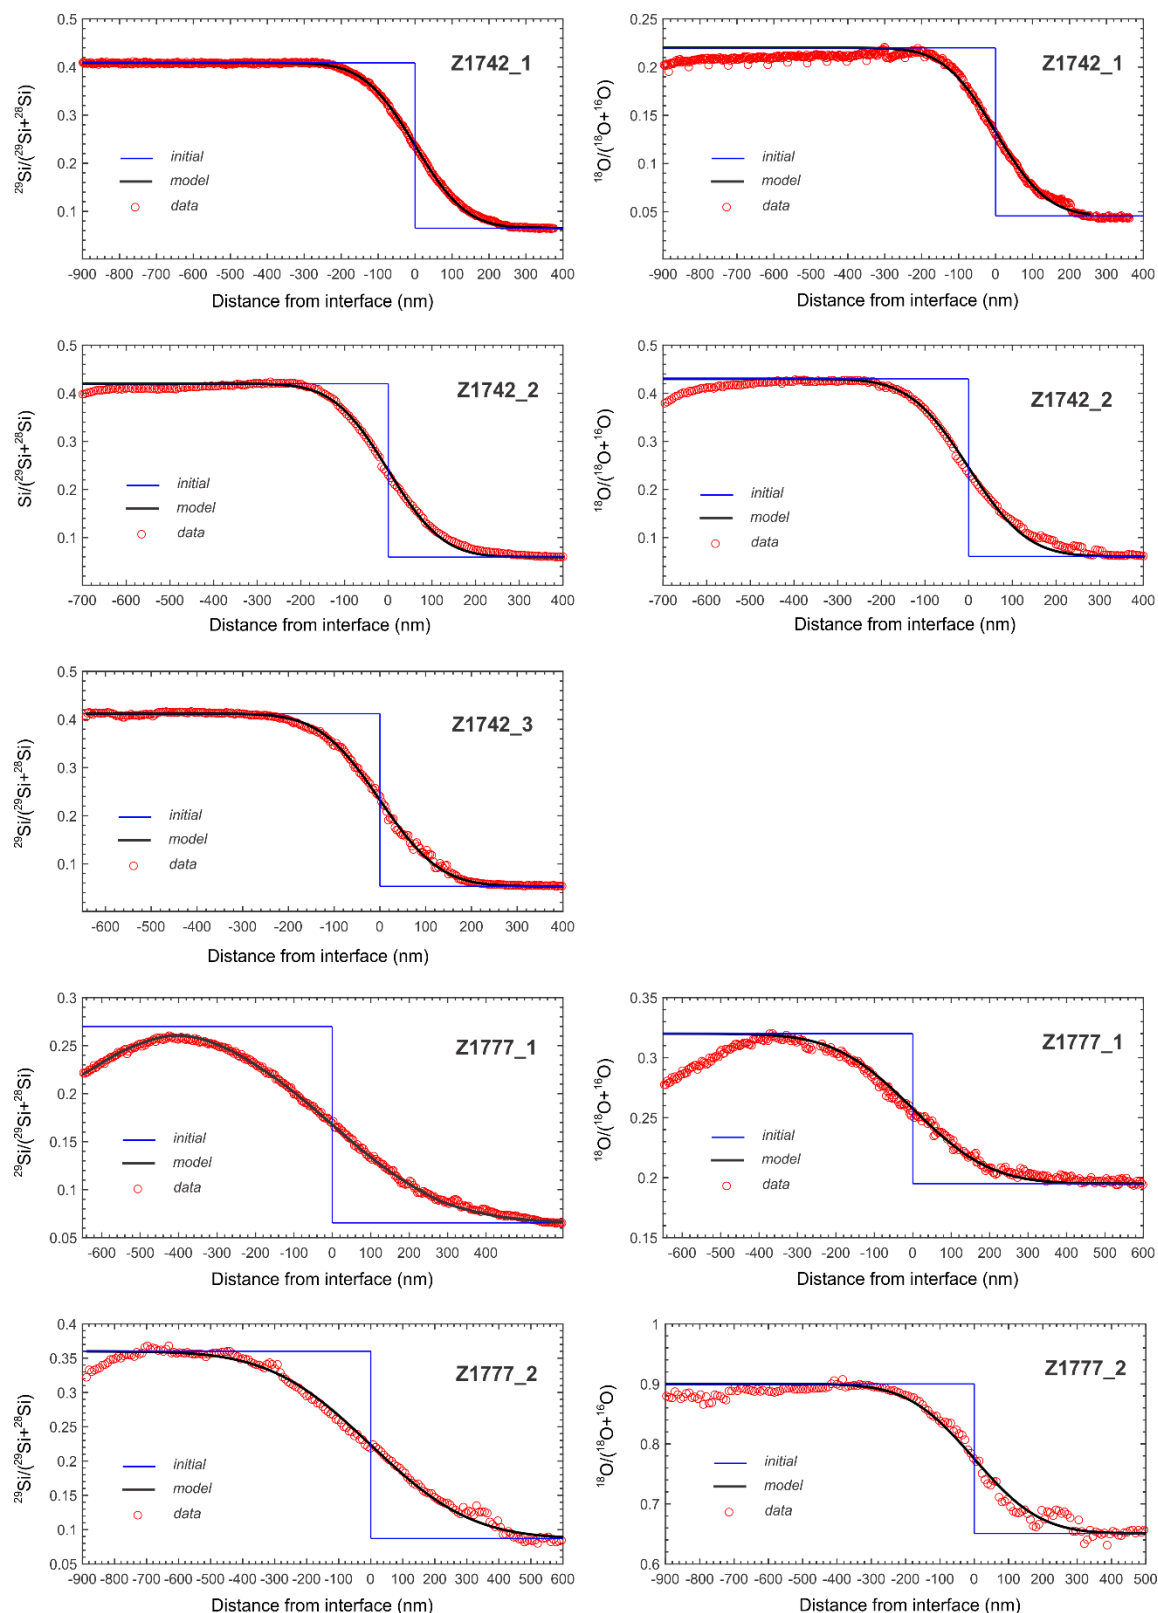 Z1742_1
²⁹Si/(²⁹Si+²⁸Si)
0.5
0.4
0.3
0.2
0.1
initial
model
data
-900 -800 -700 -600 -500 -400 -300 -200 -100 0 100 200 300 400
Distance from interface (nm)
Z1742_1
¹⁸O/(¹⁸O+¹⁶O)
0.25
0.2
0.15
0.1
0.05
initial
model
data
-900 -800 -700 -600 -500 -400 -300 -200 -100 0 100 200 300 400
Distance from interface (nm)
Z1742_2
Si/(²⁹Si+²⁸Si)
0.5
0.4
0.3
0.2
0.1
initial
model
data
-700 -600 -500 -400 -300 -200 -100 0 100 200 300 400
Distance from interface (nm)
Z1742_2
¹⁸O/(¹⁸O+¹⁶O)
0.5
0.4
0.3
0.2
0.1
initial
model
data
-700 -600 -500 -400 -300 -200 -100 0 100 200 300 400
Distance from interface (nm)
Z1742_3
²⁹Si/(²⁹Si+²⁸Si)
0.5
0.4
0.3
0.2
0.1
initial
model
data
-600 -500 -400 -300 -200 -100 0 100 200 300 400
Distance from interface (nm)
Z1777_1
²⁹Si/(²⁹Si+²⁸Si)
0.3
0.25
0.2
0.15
0.1
0.05
initial
model
data
-600 -500 -400 -300 -200 -100 0 100 200 300 400
Distance from interface (nm)
Z1777_1
¹⁸O/(¹⁸O+¹⁶O)
0.35
0.3
0.25
0.2
0.15
initial
model
data
-600 -500 -400 -300 -200 -100 0 100 200 300 400 500 600
Distance from interface (nm)
Z1777_2
²⁹Si/(²⁹Si+²⁸Si)
0.4
0.35
0.3
0.25
0.2
0.15
0.1
0.05
initial
model
data
-900 -800 -700 -600 -500 -400 -300 -200 -100 0 100 200 300 400 500 600
Distance from interface (nm)
Z1777_2
¹⁸O/(¹⁸O+¹⁶O)
1
0.9
0.8
0.7
0.6
initial
model
data
-900 -800 -700 -600 -500 -400 -300 -200 -100 0 100 200 300 400 500
Distance from interface (nm)